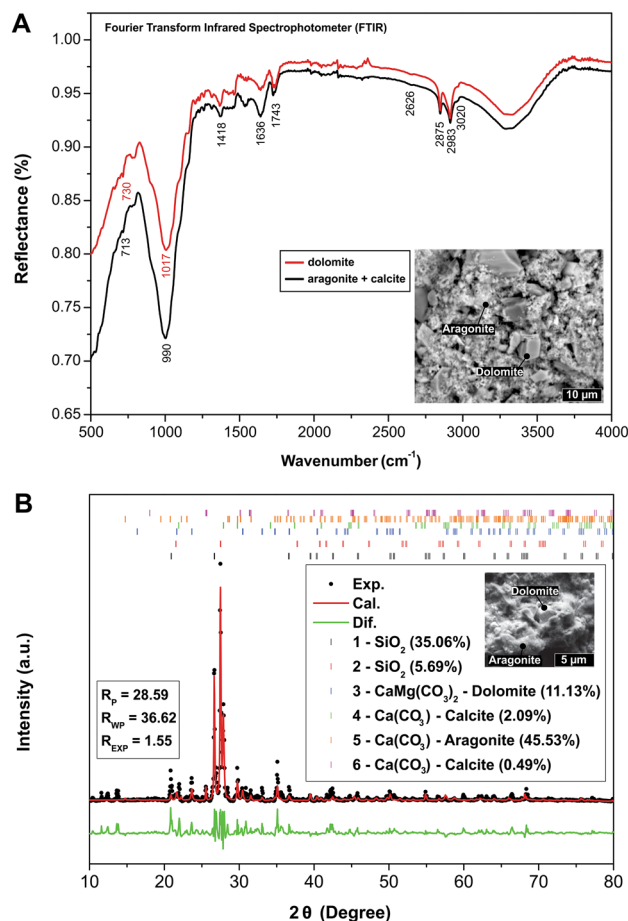 A
Fourier Transform Infrared Spectrophotometer (FTIR)
1.00
0.95
0.90
0.85
0.80
0.75
0.70
0.65
Reflectance (%)
730
713
1017
990
1418
1636
1743
2626
2875
2983
3020
dolomite
aragonite + calcite
Aragonite
Dolomite
10 µm
500
1000
1500
2000
2500
3000
3500
4000
Wavenumber (cm⁻¹)
B
Intensity (a.u.)
R_P = 28.59
R_WP = 36.62
R_EXP = 1.55
Exp.
Cal.
Dif.
1 - SiO₂ (35.06%)
2 - SiO₂ (5.69%)
3 - CaMg(CO₃)₂ - Dolomite (11.13%)
4 - Ca(CO₃) - Calcite (2.09%)
5 - Ca(CO₃) - Aragonite (45.53%)
6 - Ca(CO₃) - Calcite (0.49%)
Dolomite
Aragonite
5 µm
10
20
30
40
50
60
70
80
2 θ (Degree)